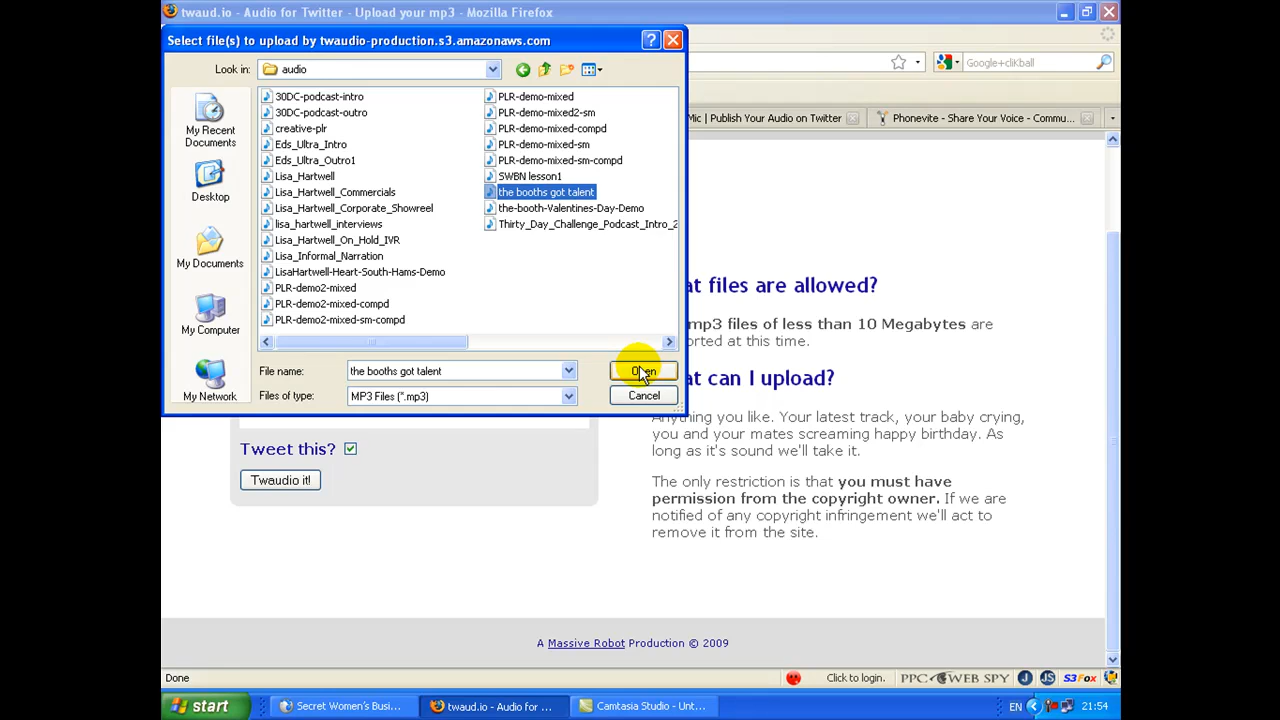 twaud.io - Audio for Twitter - Upload your mp3 - Mozilla Firefox
Select file(s) to upload by twaudio-production.s3.amazonaws.com
Look in:
audio
Google+cliKball
Mic | Publish Your Audio on Twitter
Phonevite - Share Your Voice - Commu...
My Recent
Documents
Desktop
My Documents
My Computer
My Network
30DC-podcast-intro
30DC-podcast-outro
creative-plr
Eds_Ultra_Intro
Eds_Ultra_Outro1
Lisa_Hartwell
Lisa_Hartwell_Commercials
Lisa_Hartwell_Corporate_Showreel
lisa_hartwell_interviews
Lisa_Hartwell_On_Hold_IVR
Lisa_Informal_Narration
LisaHartwell-Heart-South-Hams-Demo
PLR-demo2-mixed
PLR-demo2-mixed-compd
PLR-demo2-mixed-sm-compd
PLR-demo-mixed
PLR-demo-mixed2-sm
PLR-demo-mixed-compd
PLR-demo-mixed-sm
PLR-demo-mixed-sm-compd
SWBN lesson1
the booths got talent
the-booth-Valentines-Day-Demo
Thirty_Day_Challenge_Podcast_Intro_2
File name:
the booths got talent
Open
Files of type:
MP3 Files (*.mp3)
Cancel
at files are allowed?
mp3 files of less than 10 Megabytes are
orted at this time.
at can I upload?
Anything you like. Your latest track, your baby crying,
you and your mates screaming happy birthday. As
long as it's sound we'll take it.
The only restriction is that you must have
permission from the copyright owner. If we are
notified of any copyright infringement we'll act to
remove it from the site.
Tweet this?
Twaudio it!
A Massive Robot Production © 2009
Done
Click to login.
PPC WEB SPY
J
JS
S3Fox
start
Secret Women's Busi...
twaud.io - Audio for ...
Camtasia Studio - Unt...
EN
21:54